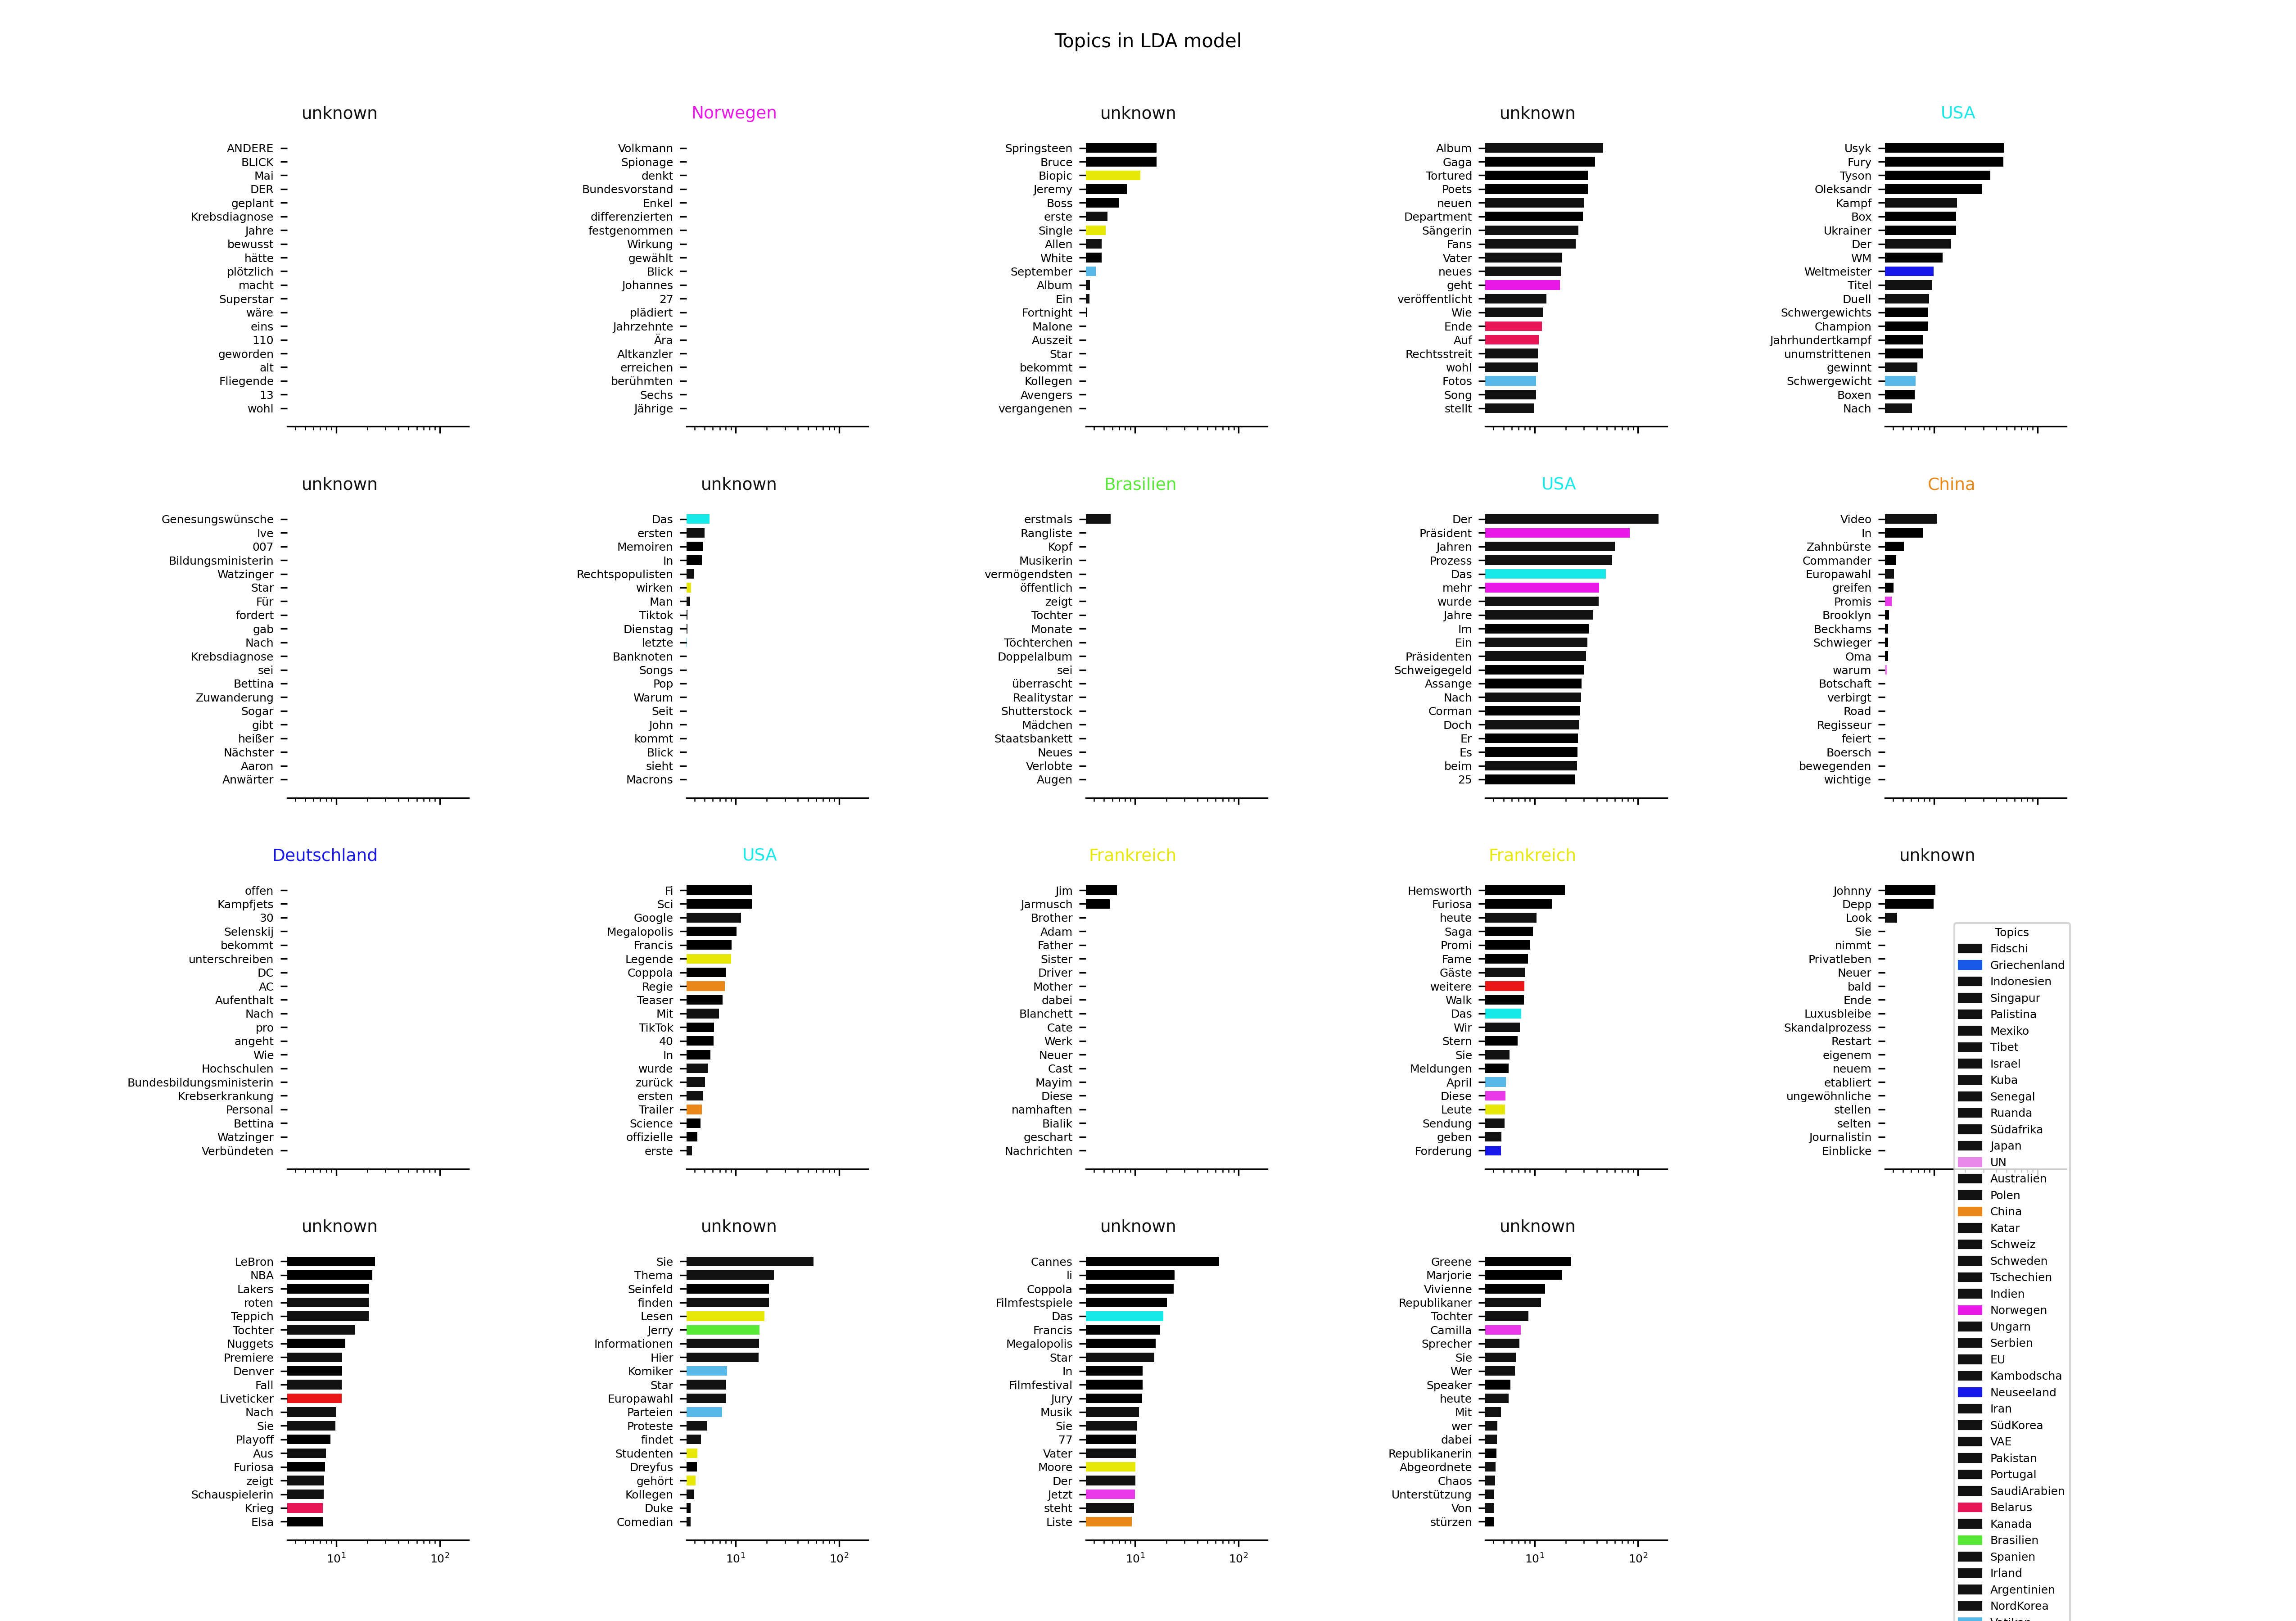 Topics in LDA model
unknown
ANDERE
BLICK
Mai
DER
geplant
Krebsdiagnose
Jahre
bewusst
hätte
plötzlich
macht
Superstar
wäre
eins
110
geworden
alt
Fliegende
13
wohl
Norwegen
Volkmann
Spionage
denkt
Bundesvorstand
Enkel
differenzierten
festgenommen
Wirkung
gewählt
Blick
Johannes
27
plädiert
Jahrzehnte
Ära
Altkanzler
erreichen
berühmten
Sechs
Jährige
unknown
Springsteen
Bruce
Biopic
Jeremy
Boss
erste
Single
Allen
White
September
Album
Ein
Fortnight
Malone
Auszeit
Star
bekommt
Kollegen
Avengers
vergangenen
unknown
Album
Gaga
Tortured
Poets
neuen
Department
Sängerin
Fans
Vater
neues
geht
veröffentlicht
Wie
Ende
Auf
Rechtsstreit
wohl
Fotos
Song
stellt
USA
Usyk
Fury
Tyson
Oleksandr
Kampf
Box
Ukrainer
Der
WM
Weltmeister
Titel
Duell
Schwergewichts
Champion
Jahrhundertkampf
unumstrittenen
gewinnt
Schwergewicht
Boxen
Nach
unknown
Genesungswünsche
Ive
007
Bildungsministerin
Watzinger
Star
Für
fordert
gab
Nach
Krebsdiagnose
sei
Bettina
Zuwanderung
Sogar
gibt
heißer
Nächster
Aaron
Anwärter
unknown
Das
ersten
Memoiren
In
Rechtspopulisten
wirken
Man
Tiktok
Dienstag
letzte
Banknoten
Songs
Pop
Warum
Seit
John
kommt
Blick
sieht
Macrons
Brasilien
erstmals
Rangliste
Kopf
Musikerin
vermögendsten
öffentlich
zeigt
Tochter
Monate
Töchterchen
Doppelalbum
sei
überrascht
Realitystar
Shutterstock
Mädchen
Staatsbankett
Neues
Verlobte
Augen
USA
Der
Präsident
Jahren
Prozess
Das
mehr
wurde
Jahre
Im
Ein
Präsidenten
Schweigegeld
Assange
Nach
Corman
Doch
Er
Es
beim
25
China
Video
In
Zahnbürste
Commander
Europawahl
greifen
Promis
Brooklyn
Beckhams
Schwieger
Oma
warum
Botschaft
verbirgt
Road
Regisseur
feiert
Boersch
bewegenden
wichtige
Deutschland
offen
Kampfjets
30
Selenskij
bekommt
unterschreiben
DC
AC
Aufenthalt
Nach
pro
angeht
Wie
Hochschulen
Bundesbildungsministerin
Krebserkrankung
Personal
Bettina
Watzinger
Verbündeten
USA
Fi
Sci
Google
Megalopolis
Francis
Legende
Coppola
Regie
Teaser
Mit
TikTok
40
In
wurde
zurück
ersten
Trailer
Science
offizielle
erste
Frankreich
Jim
Jarmusch
Brother
Adam
Father
Sister
Driver
Mother
dabei
Blanchett
Cate
Werk
Neuer
Cast
Mayim
Diese
namhaften
Bialik
geschart
Nachrichten
Frankreich
Hemsworth
Furiosa
heute
Saga
Promi
Fame
Gäste
weitere
Walk
Das
Wir
Stern
Sie
Meldungen
April
Diese
Leute
Sendung
geben
Forderung
unknown
Johnny
Depp
Look
Sie
nimmt
Privatleben
Neuer
bald
Ende
Luxusbleibe
Skandalprozess
Restart
eigenem
neuem
etabliert
ungewöhnliche
stellen
selten
Journalistin
Einblicke
unknown
LeBron
NBA
Lakers
roten
Teppich
Tochter
Nuggets
Premiere
Denver
Fall
Liveticker
Nach
Sie
Playoff
Aus
Furiosa
zeigt
Schauspielerin
Krieg
Elsa
10¹ 10²
unknown
Sie
Thema
Seinfeld
finden
Lesen
Jerry
Informationen
Hier
Komiker
Star
Europawahl
Parteien
Proteste
findet
Studenten
Dreyfus
gehört
Kollegen
Duke
Comedian
10¹ 10²
unknown
Cannes
li
Coppola
Filmfestspiele
Das
Francis
Megalopolis
Star
In
Filmfestival
Jury
Musik
Sie
77
Vater
Moore
Der
Jetzt
steht
Liste
10¹ 10²
unknown
Greene
Marjorie
Vivienne
Republikaner
Tochter
Camilla
Sprecher
Sie
Wer
Speaker
heute
Mit
wer
dabei
Republikanerin
Abgeordnete
Chaos
Unterstützung
Von
stürzen
10¹ 10²
Topics
Fidschi
Griechenland
Indonesien
Singapur
Palistina
Mexiko
Tibet
Israel
Kuba
Senegal
Ruanda
Südafrika
Japan
UN
Australien
Polen
China
Katar
Schweiz
Schweden
Tschechien
Indien
Norwegen
Ungarn
Serbien
EU
Kambodscha
Neuseeland
Iran
SüdKorea
VAE
Pakistan
Portugal
SaudiArabien
Belarus
Kanada
Brasilien
Spanien
Irland
Argentinien
NordKorea